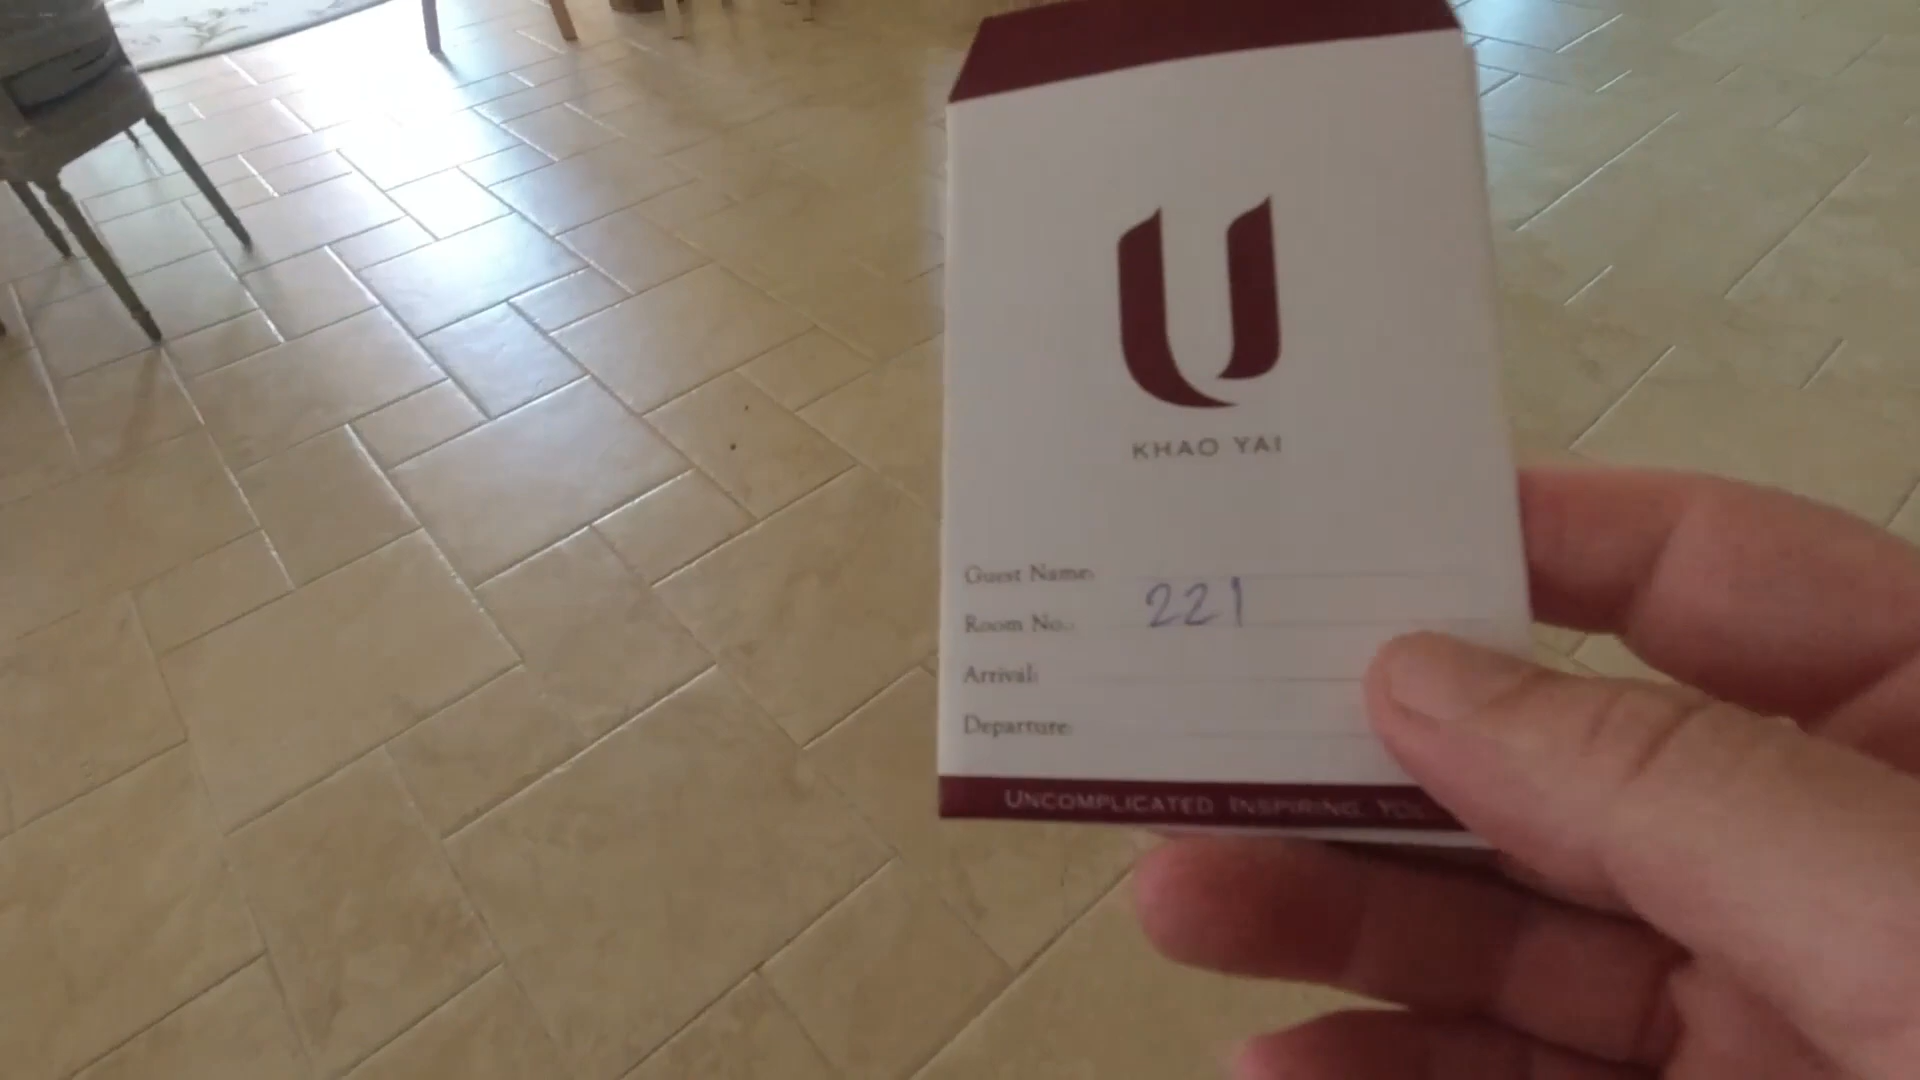 U
KHAO YAI
Guest Name:
Room No.: 221
Arrival:
Departure:
UNCOMPLICATED. INSPIRING. YOU